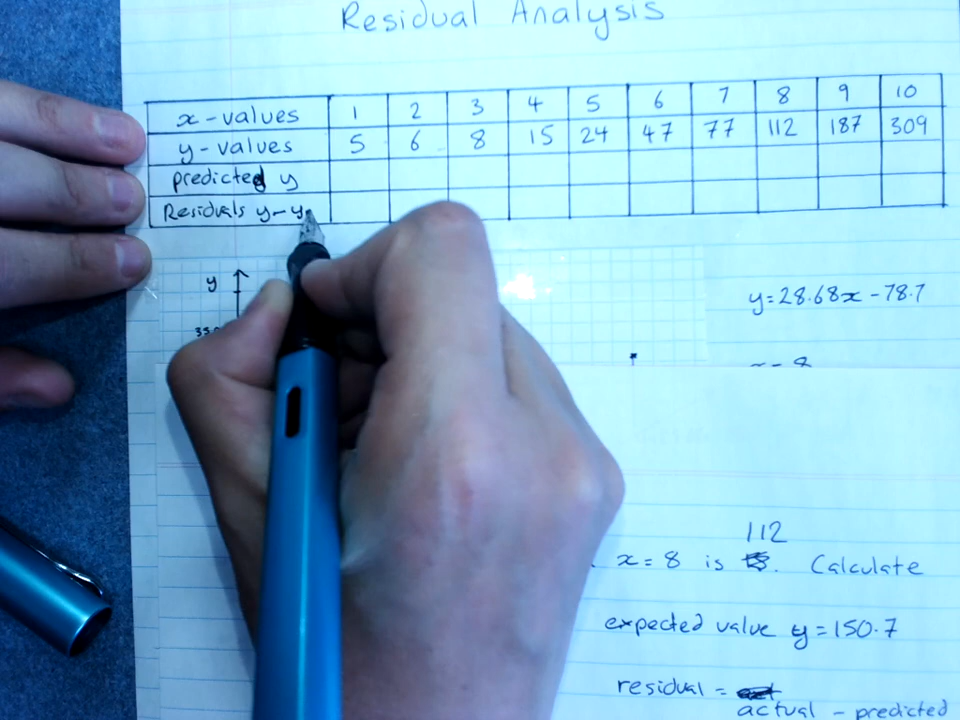 Residual Analysis
x-values 1 2 3 4 5 6 7 8 9 10
y-values 5 6 8 15 24 47 77 112 187 309
predicted y
Residuals y-y
y
y=28.68x-78.7
112
x=8 is. Calculate
expected value y=150.7
residual =
actual - predicted